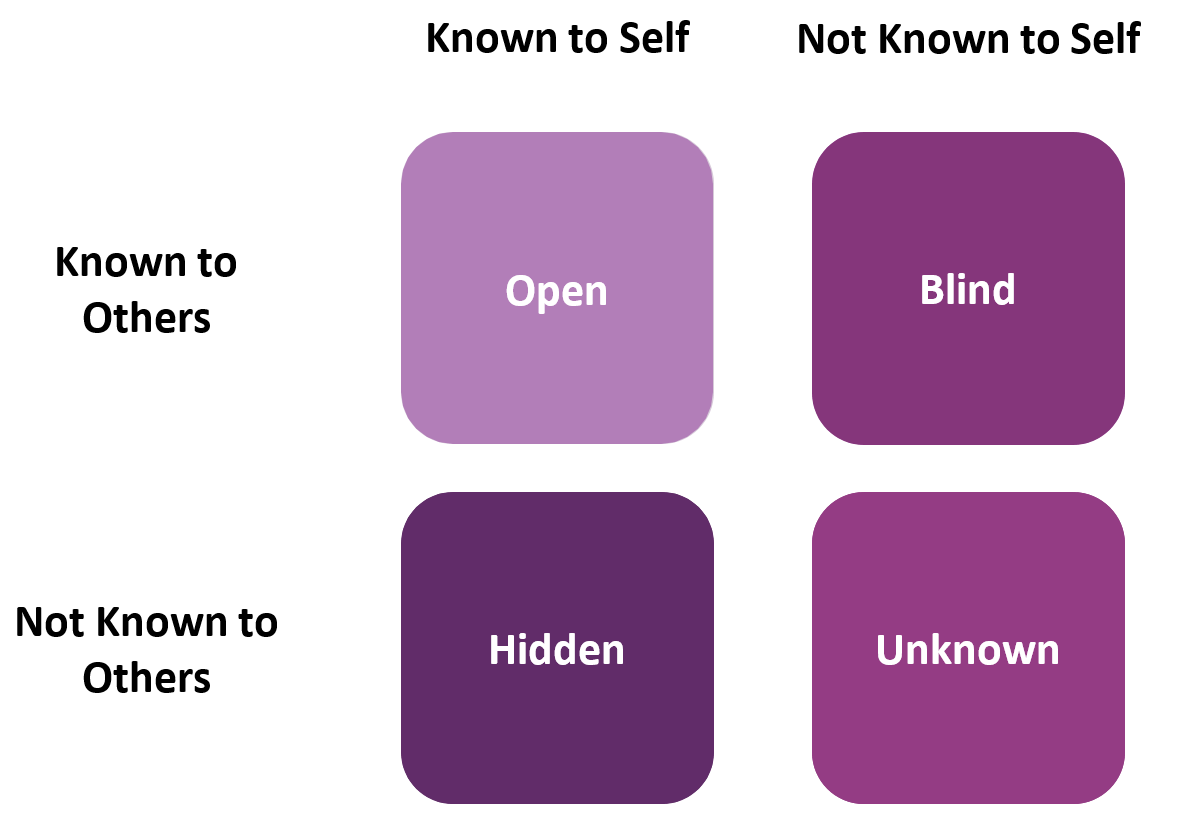 Known to Self
Not Known to Self
Known to
Others
Open
Blind
Not Known to
Others
Hidden
Unknown